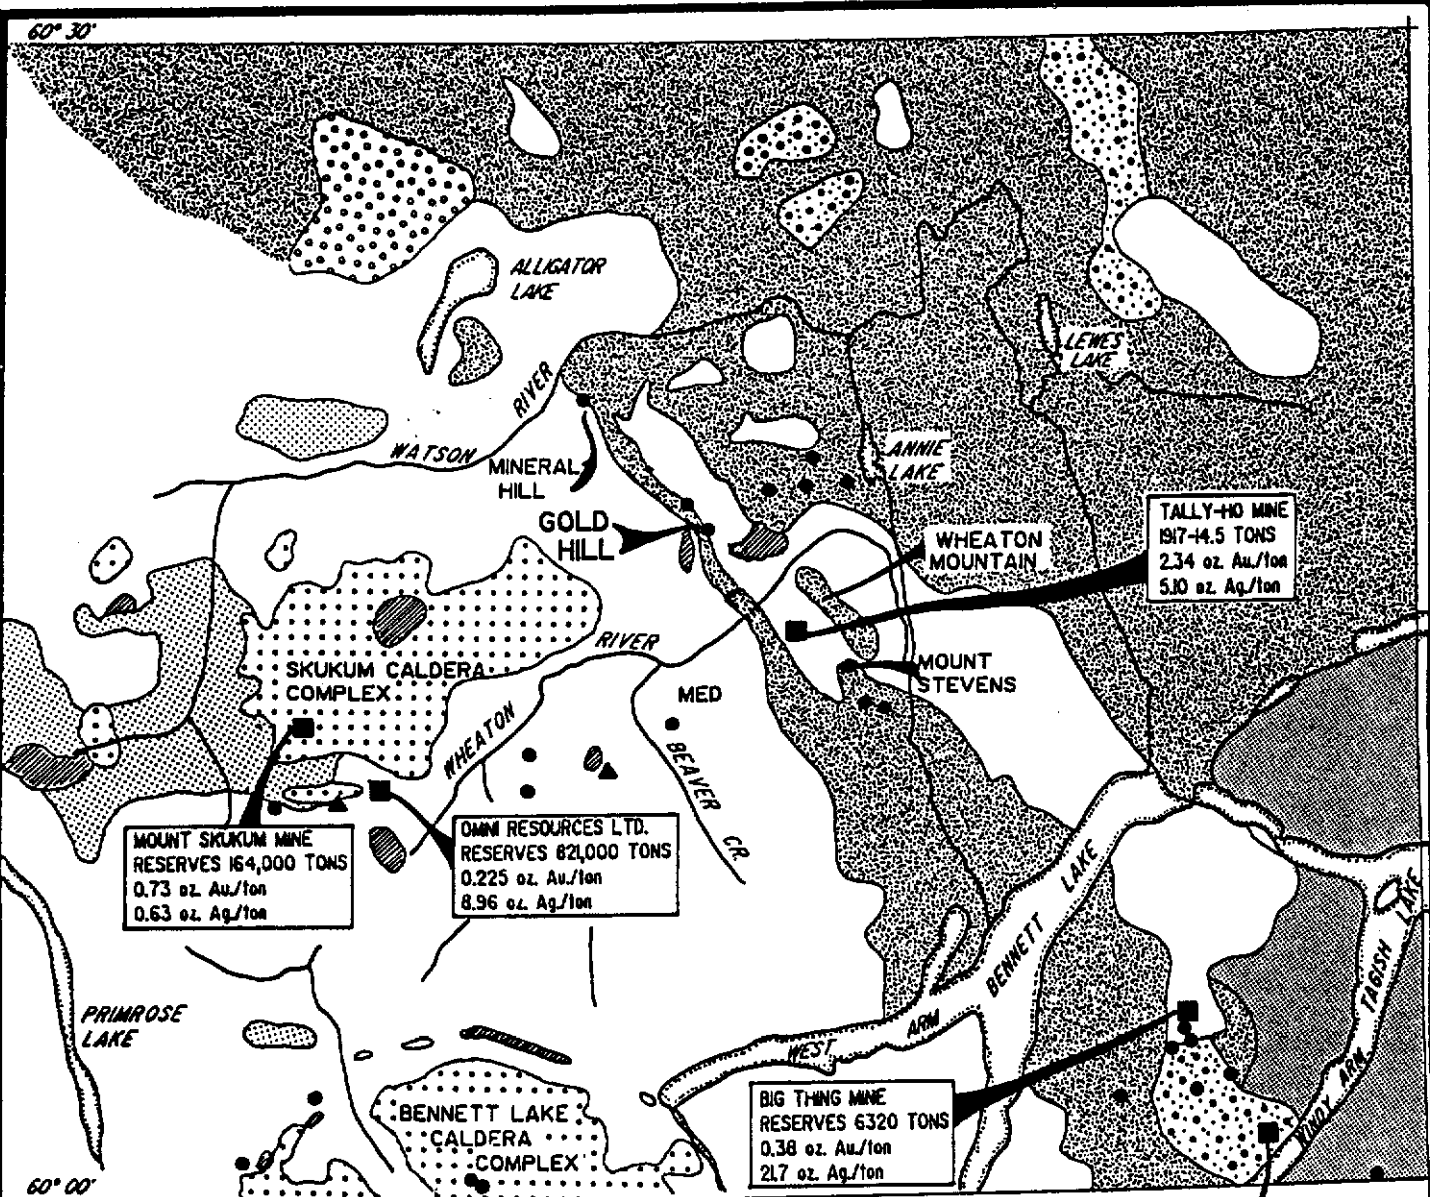 60° 30'
ALLIGATOR
LAKE
LEWES
LAKE
RIVER
WATSON
MINERAL
HILL
ANNIE
LAKE
GOLD
HILL
WHEATON
MOUNTAIN
TALLY-HO MINE
1917-14.5 TONS
2.34 oz. Au./ton
5.10 oz. Ag./ton
RIVER
SKUKUM CALDERA
COMPLEX
MOUNT
STEVENS
MED
WHEATON
BEAVER CR.
MOUNT SKUKUM MINE
RESERVES 164,000 TONS
0.73 oz. Au./ton
0.63 oz. Ag./ton
OMNI RESOURCES LTD.
RESERVES 821,000 TONS
0.225 oz. Au./ton
8.96 oz. Ag./ton
BENNETT LAKE
TAGISH LAKE
PRIMROSE
LAKE
WEST ARM
WINDY ARM
BIG THING MINE
RESERVES 6320 TONS
0.38 oz. Au./ton
21.7 oz. Ag./ton
BENNETT LAKE
CALDERA
COMPLEX
60° 00'